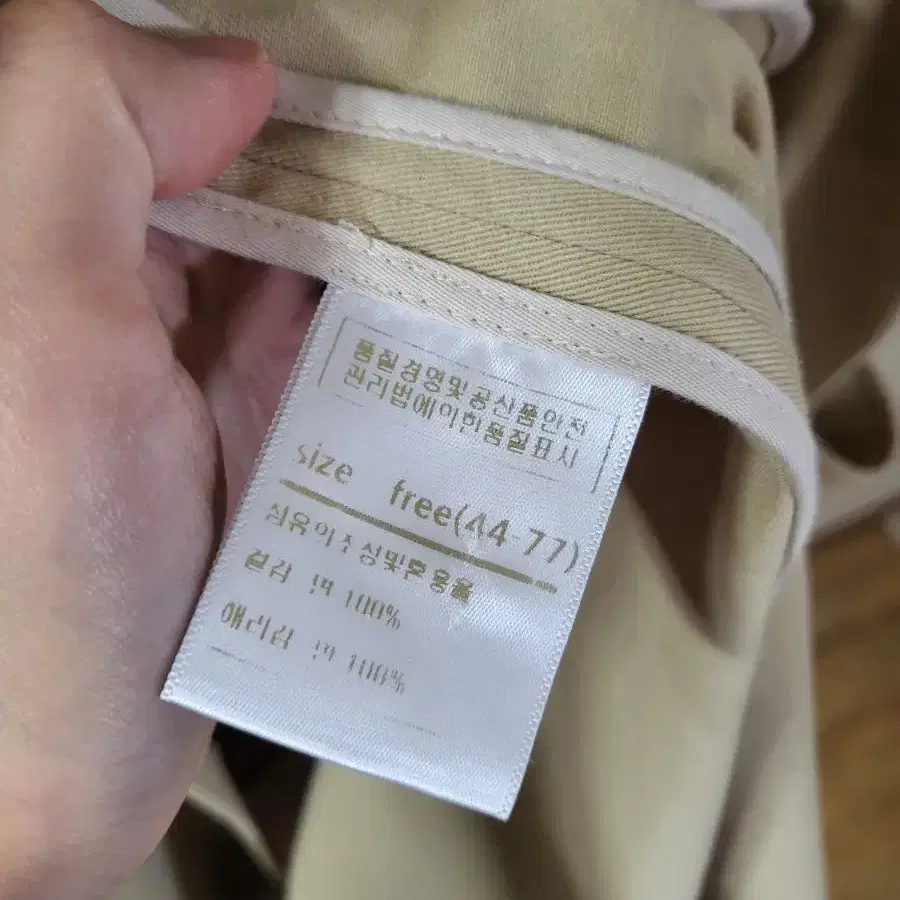 품질경영및공산품안전
관리법에의한품질표시
size free(44-77)
섬유의조성및혼용율
겉감 면 100%
배리감 면 100%